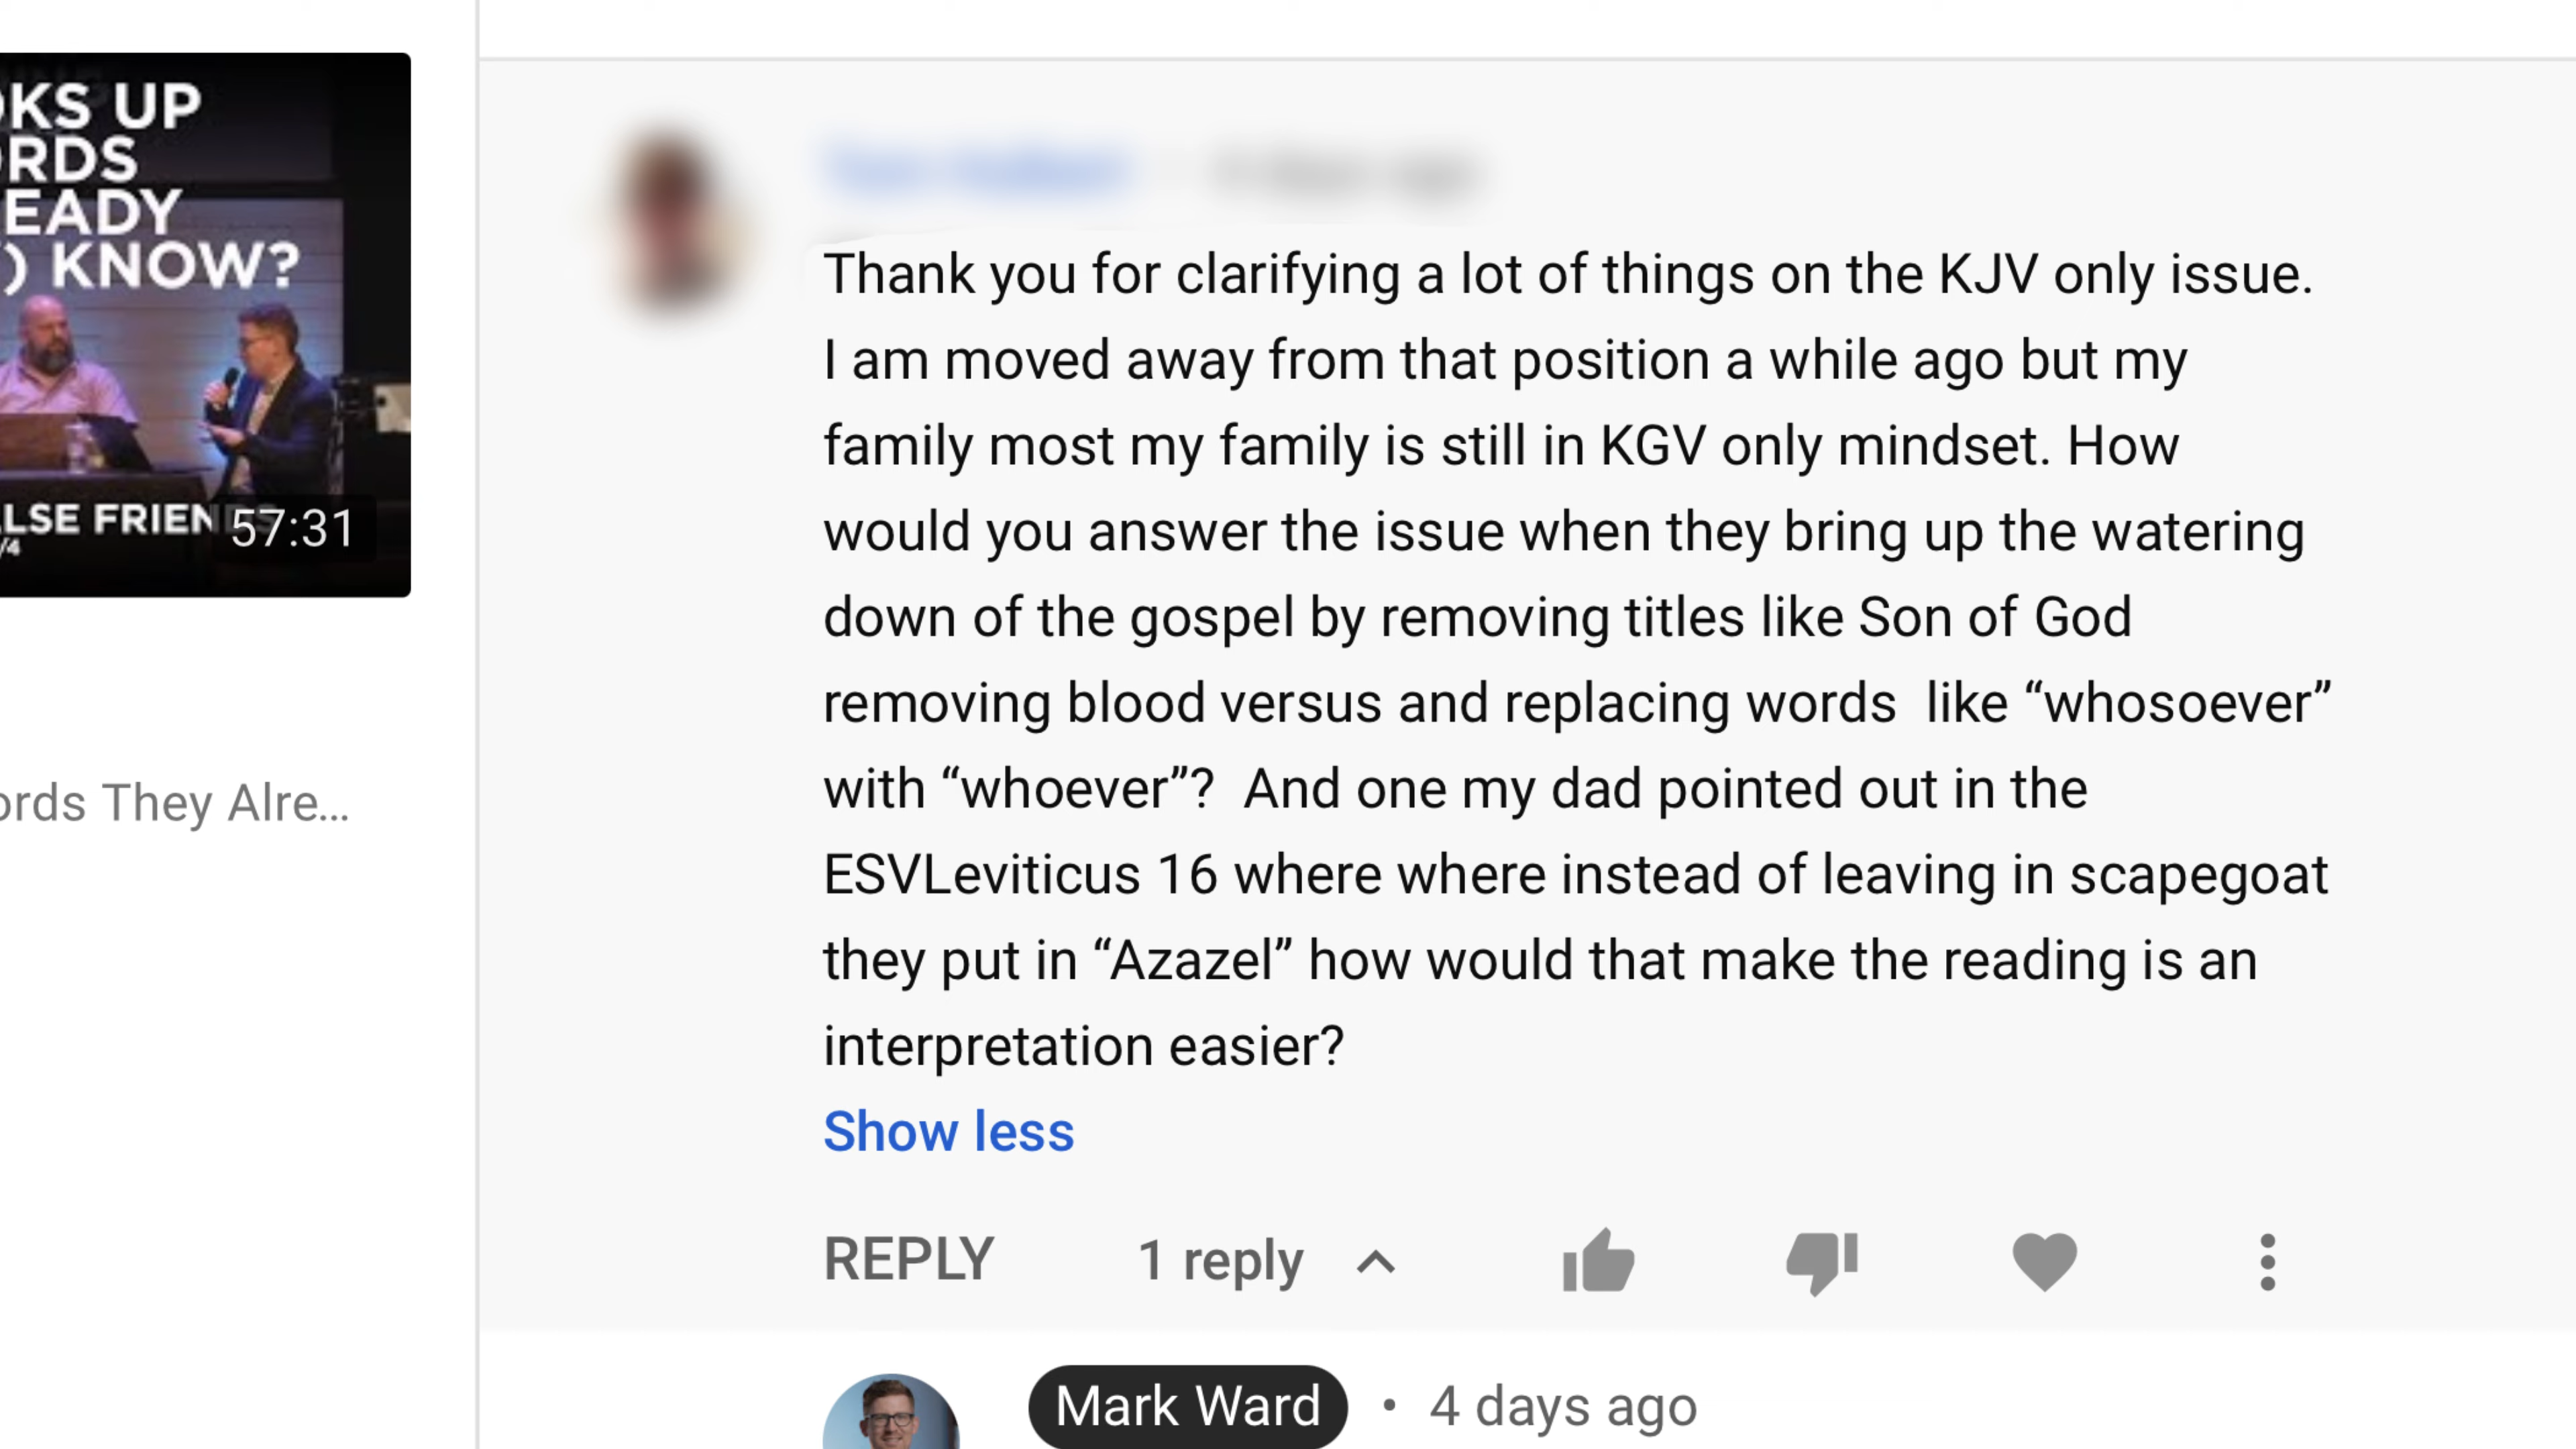 OKS UP
ORDS
EADY
) KNOW?
LSE FRIEN
/4
57:31
ords They Alre...
Thank you for clarifying a lot of things on the KJV only issue.
I am moved away from that position a while ago but my
family most my family is still in KGV only mindset. How
would you answer the issue when they bring up the watering
down of the gospel by removing titles like Son of God
removing blood versus and replacing words  like “whosoever”
with “whoever”?  And one my dad pointed out in the
ESVLeviticus 16 where where instead of leaving in scapegoat
they put in “Azazel” how would that make the reading is an
interpretation easier?
Show less
REPLY 1 reply
Mark Ward • 4 days ago